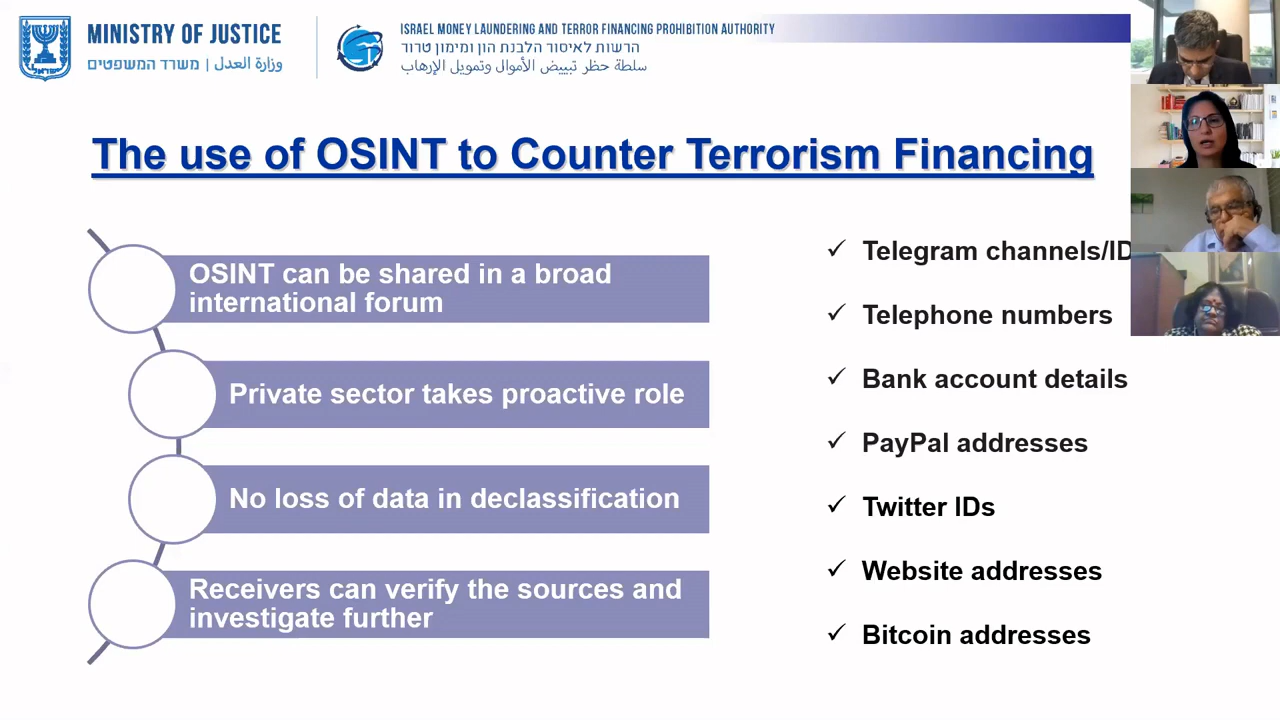 MINISTRY OF JUSTICE
وزارة العدل | משרד המשפטים
ISRAEL MONEY LAUNDERING AND TERROR FINANCING PROHIBITION AUTHORITY
הרשות לאיסור הלבנת הון ומימון טרור
سلطة حظر تبييض الأموال وتمويل الإرهاب
The use of OSINT to Counter Terrorism Financing
OSINT can be shared in a broad
international forum
Private sector takes proactive role
No loss of data in declassification
Receivers can verify the sources and
investigate further
✓ Telegram channels/ID
✓ Telephone numbers
✓ Bank account details
✓ PayPal addresses
✓ Twitter IDs
✓ Website addresses
✓ Bitcoin addresses